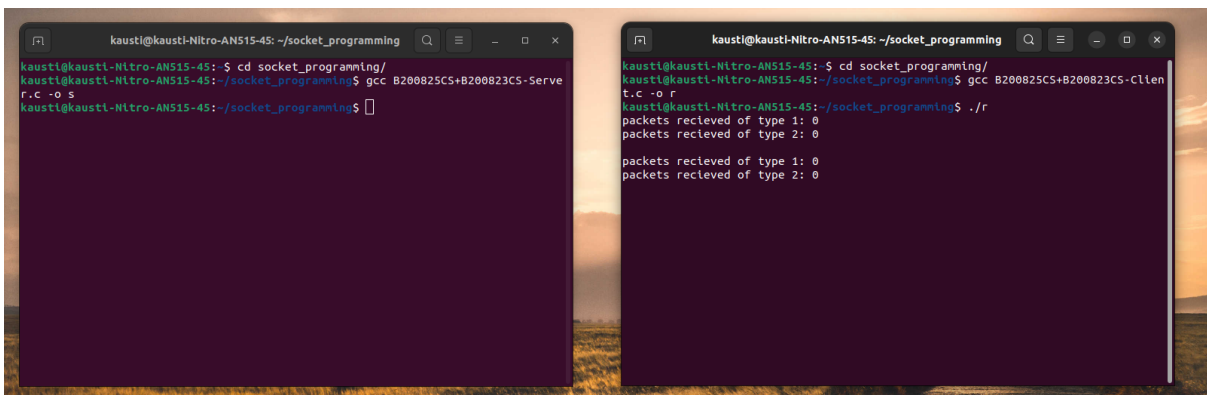 kausti@kausti-Nitro-AN515-45: ~/socket_programming
kausti@kausti-Nitro-AN515-45:~$ cd socket_programming/
kausti@kausti-Nitro-AN515-45:~/socket_programming$ gcc B200825CS+B200823CS-Serve
r.c -o s
kausti@kausti-Nitro-AN515-45:~/socket_programming$
kausti@kausti-Nitro-AN515-45: ~/socket_programming
kausti@kausti-Nitro-AN515-45:~$ cd socket_programming/
kausti@kausti-Nitro-AN515-45:~/socket_programming$ gcc B200825CS+B200823CS-Clien
t.c -o r
kausti@kausti-Nitro-AN515-45:~/socket_programming$ ./r
packets recieved of type 1: 0
packets recieved of type 2: 0
packets recieved of type 1: 0
packets recieved of type 2: 0